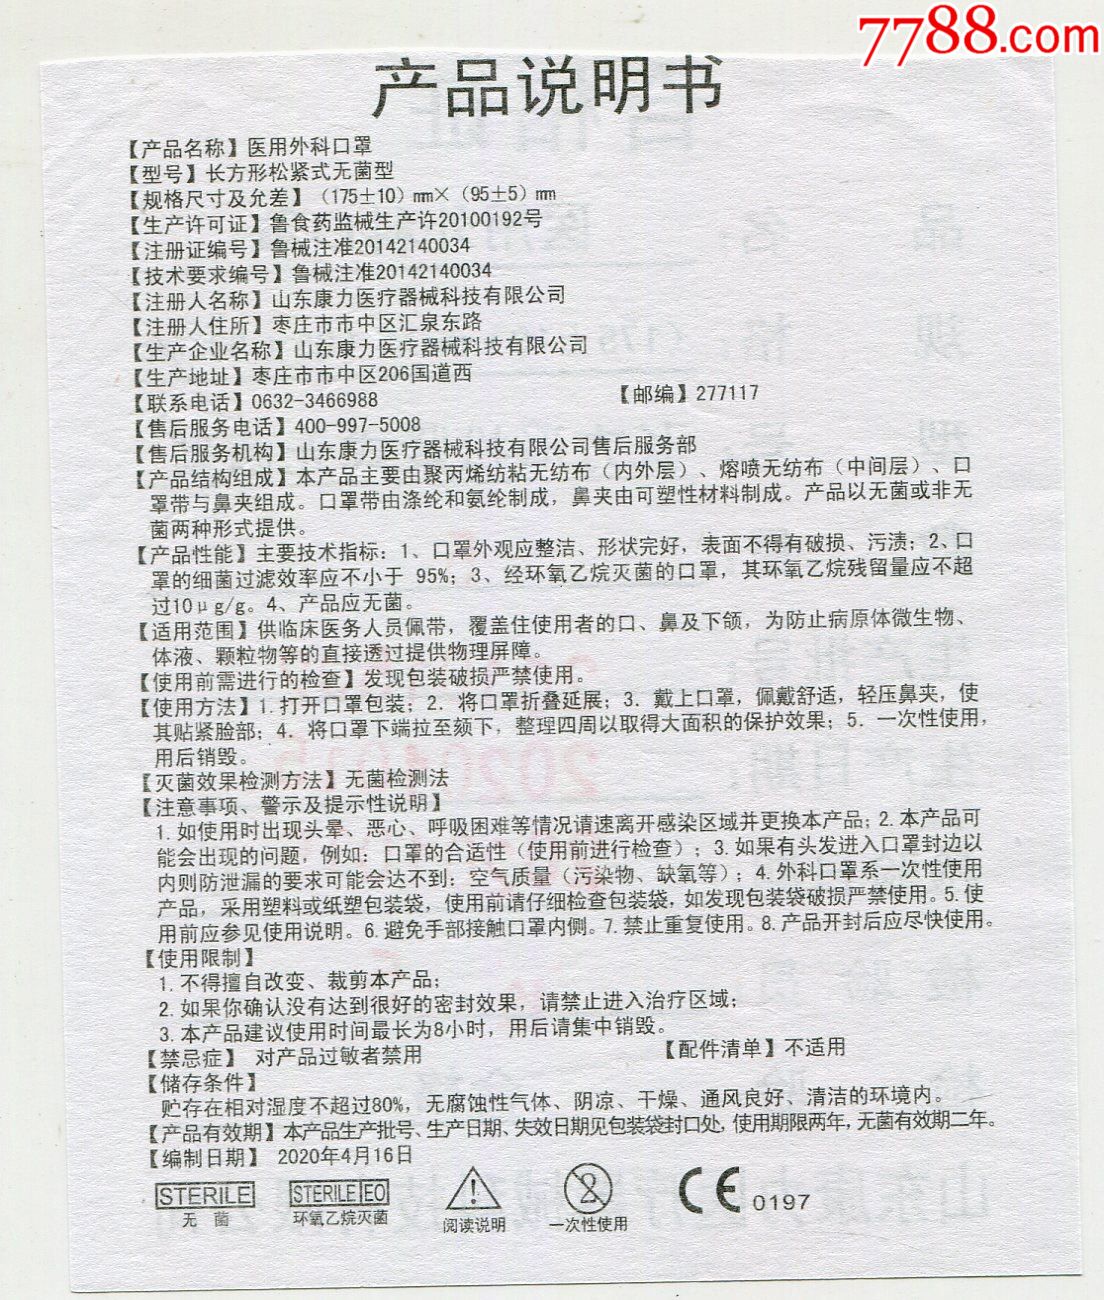 7788.com
产品说明书
【产品名称】医用外科口罩
【型号】长方形松紧式无菌型
【规格尺寸及允差】（175±10）mm×（95±5）mm
【生产许可证】鲁食药监械生产许20100192号
【注册证编号】鲁械注准20142140034
【技术要求编号】鲁械注准20142140034
【注册人名称】山东康力医疗器械科技有限公司
【注册人住所】枣庄市市中区汇泉东路
【生产企业名称】山东康力医疗器械科技有限公司
【生产地址】枣庄市市中区206国道西
【联系电话】0632-3466988 【邮编】277117
【售后服务电话】400-997-5008
【售后服务机构】山东康力医疗器械科技有限公司售后服务部
【产品结构组成】本产品主要由聚丙烯纺粘无纺布（内外层）、熔喷无纺布（中间层）、口
罩带与鼻夹组成。口罩带由涤纶和氨纶制成，鼻夹由可塑性材料制成。产品以无菌或非无
菌两种形式提供。
【产品性能】主要技术指标：1、口罩外观应整洁、形状完好，表面不得有破损、污渍；2、口
罩的细菌过滤效率应不小于 95%；3、经环氧乙烷灭菌的口罩，其环氧乙烷残留量应不超
过10μg/g。4、产品应无菌。
【适用范围】供临床医务人员佩带，覆盖住使用者的口、鼻及下颌，为防止病原体微生物、
体液、颗粒物等的直接透过提供物理屏障。
【使用前需进行的检查】发现包装破损严禁使用。
【使用方法】1.打开口罩包装；2. 将口罩折叠延展；3. 戴上口罩，佩戴舒适，轻压鼻夹，使
其贴紧脸部；4. 将口罩下端拉至颏下，整理四周以取得大面积的保护效果；5. 一次性使用，
用后销毁。
【灭菌效果检测方法】无菌检测法
【注意事项、警示及提示性说明】
1. 如使用时出现头晕、恶心、呼吸困难等情况请速离开感染区域并更换本产品；2. 本产品可
能会出现的问题，例如：口罩的合适性（使用前进行检查）；3. 如果有头发进入口罩封边以
内则防泄漏的要求可能会达不到；空气质量（污染物、缺氧等）；4. 外科口罩系一次性使用
产品，采用塑料或纸塑包装袋，使用前请仔细检查包装袋，如发现包装袋破损严禁使用。5. 使
用前应参见使用说明。6. 避免手部接触口罩内侧。7. 禁止重复使用。8. 产品开封后应尽快使用。
【使用限制】
1. 不得擅自改变、裁剪本产品；
2. 如果你确认没有达到很好的密封效果，请禁止进入治疗区域；
3. 本产品建议使用时间最长为8小时，用后请集中销毁。
【禁忌症】 对产品过敏者禁用 【配件清单】不适用
【储存条件】
贮存在相对湿度不超过80%，无腐蚀性气体、阴凉、干燥、通风良好、清洁的环境内。
【产品有效期】本产品生产批号、生产日期、失效日期见包装袋封口处，使用期限两年，无菌有效期二年。
【编制日期】 2020年4月16日
STERILE STERILE EO 2 CE 0197
无 菌 环氧乙烷灭菌 阅读说明 一次性使用